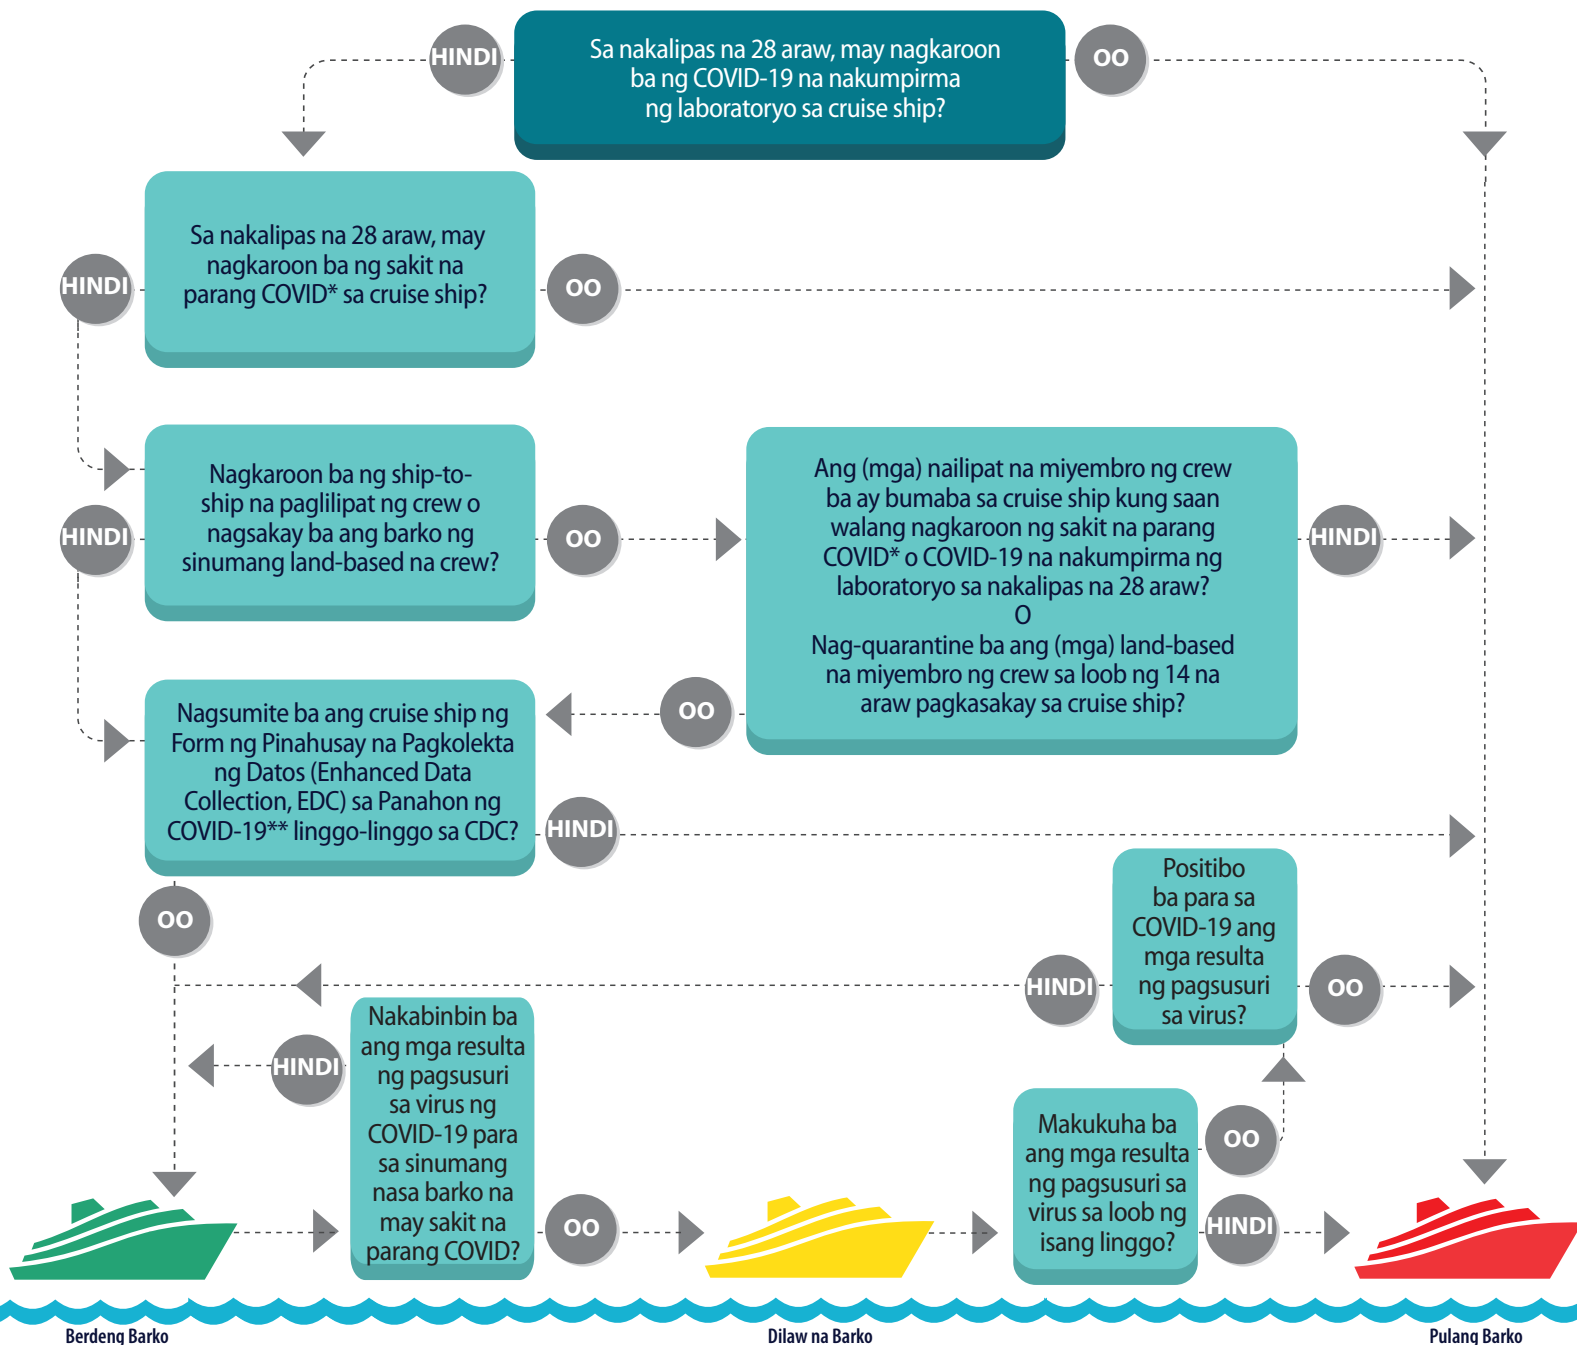 Sa nakalipas na 28 araw, may nagkaroon
ba ng COVID-19 na nakumpirma
ng laboratoryo sa cruise ship?
HINDI
OO
Sa nakalipas na 28 araw, may
nagkaroon ba ng sakit na
parang COVID* sa cruise ship?
HINDI
OO
Nagkaroon ba ng ship-to-
ship na paglilipat ng crew o
nagsakay ba ang barko ng
sinumang land-based na crew?
HINDI
OO
Ang (mga) nailipat na miyembro ng crew
ba ay bumaba sa cruise ship kung saan
walang nagkaroon ng sakit na parang
COVID* o COVID-19 na nakumpirma ng
laboratoryo sa nakalipas na 28 araw?
O
Nag-quarantine ba ang (mga) land-based
na miyembro ng crew sa loob ng 14 na
araw pagkasakay sa cruise ship?
HINDI
OO
Nagsumite ba ang cruise ship ng
Form ng Pinahusay na Pagkolekta
ng Datos (Enhanced Data
Collection, EDC) sa Panahon ng
COVID-19** linggo-linggo sa CDC?
HINDI
OO
Positibo
ba para sa
COVID-19 ang
mga resulta
ng pagsusuri
sa virus?
HINDI
OO
Nakabinbin ba
ang mga resulta
ng pagsusuri
sa virus ng
COVID-19 para
sa sinumang
nasa barko na
may sakit na
parang COVID?
HINDI
OO
Makukuha ba
ang mga resulta
ng pagsusuri sa
virus sa loob ng
isang linggo?
OO
HINDI
Berdeng Barko
Dilaw na Barko
Pulang Barko